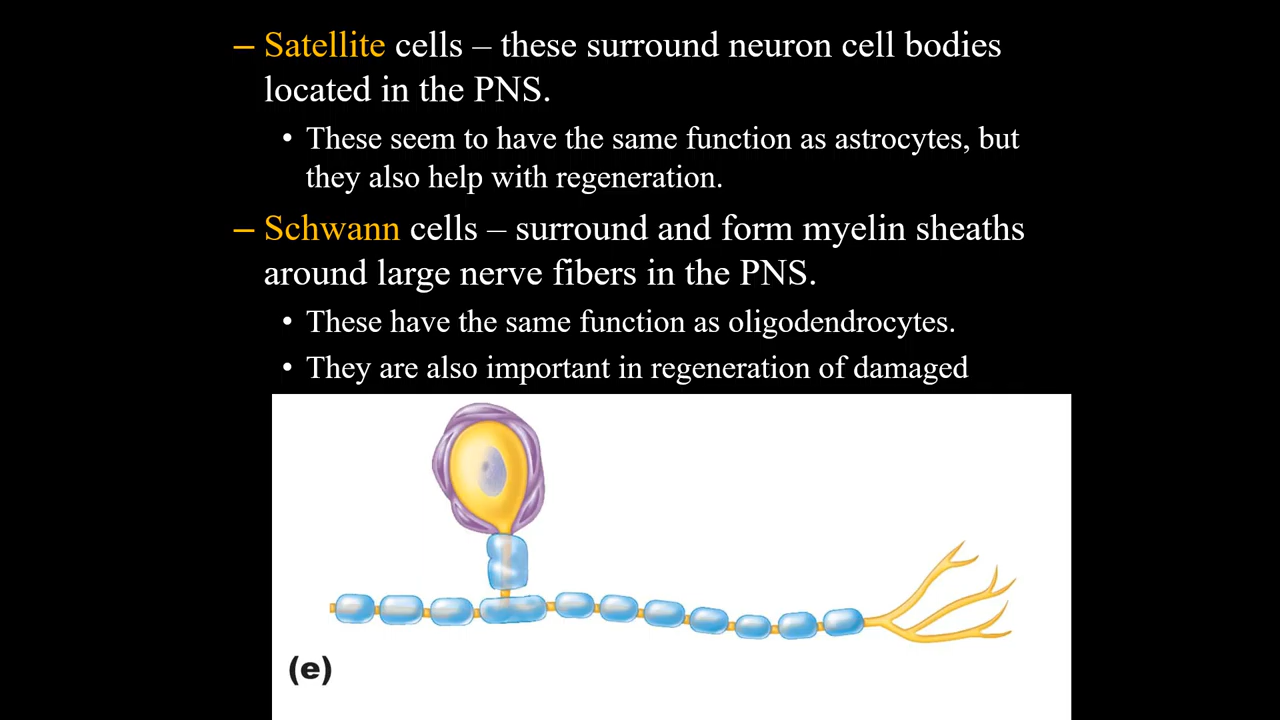 – Satellite cells – these surround neuron cell bodies
located in the PNS.
• These seem to have the same function as astrocytes, but
they also help with regeneration.
– Schwann cells – surround and form myelin sheaths
around large nerve fibers in the PNS.
• These have the same function as oligodendrocytes.
• They are also important in regeneration of damaged
(e)